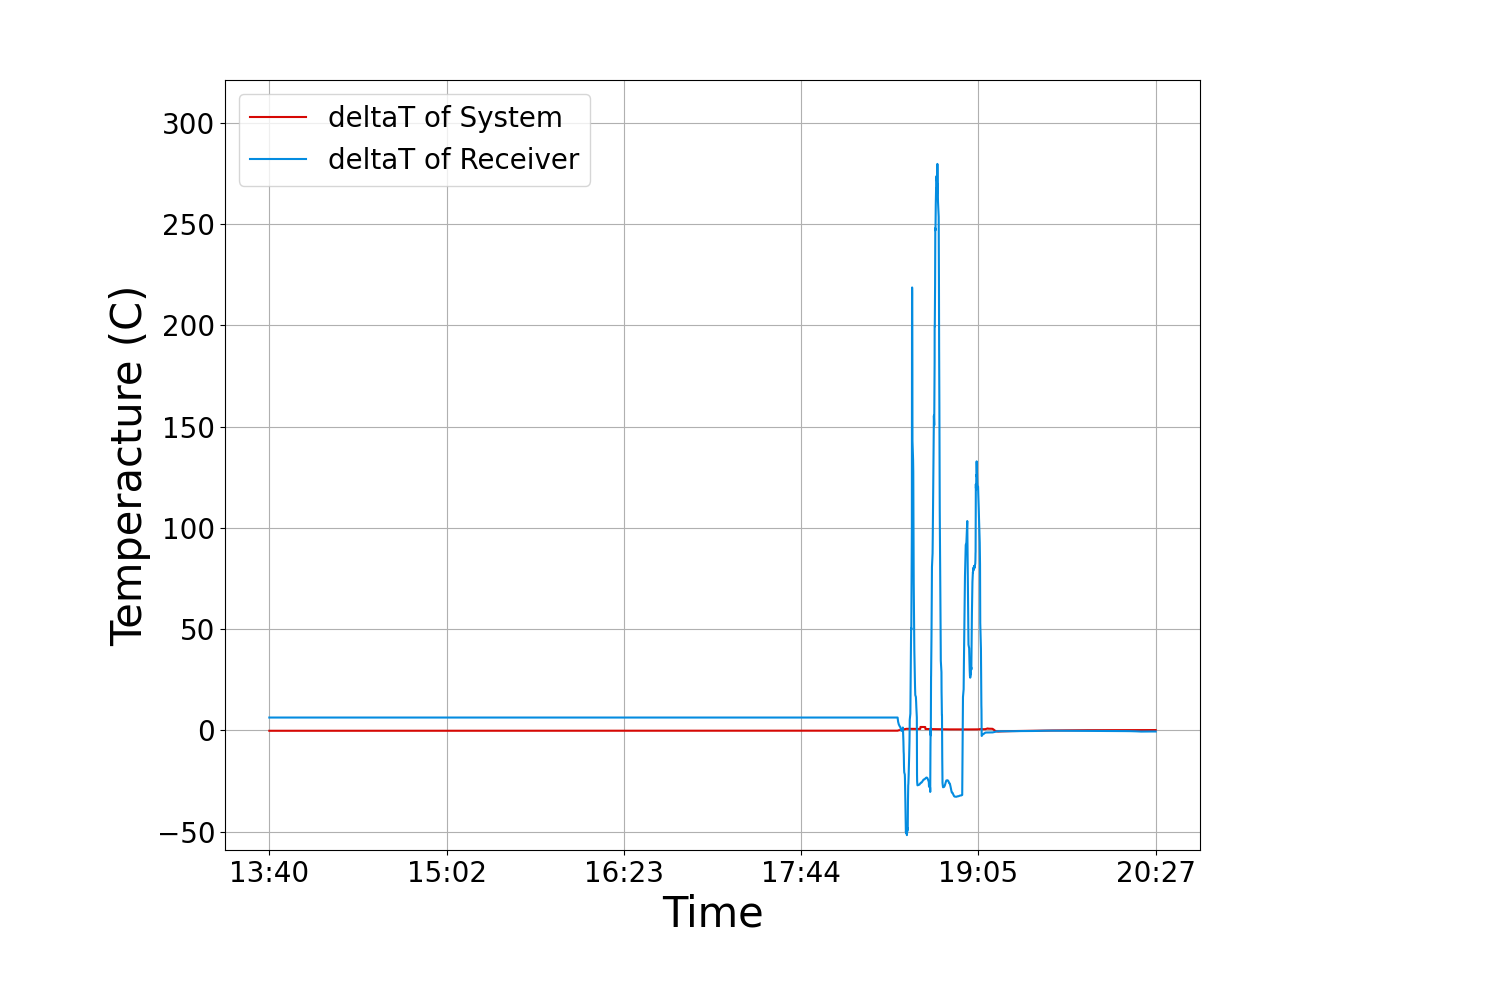 deltaT of System
deltaT of Receiver
300
250
200
150
100
50
0
−50
Temperacture (C)
13:40 15:02 16:23 17:44 19:05 20:27
Time